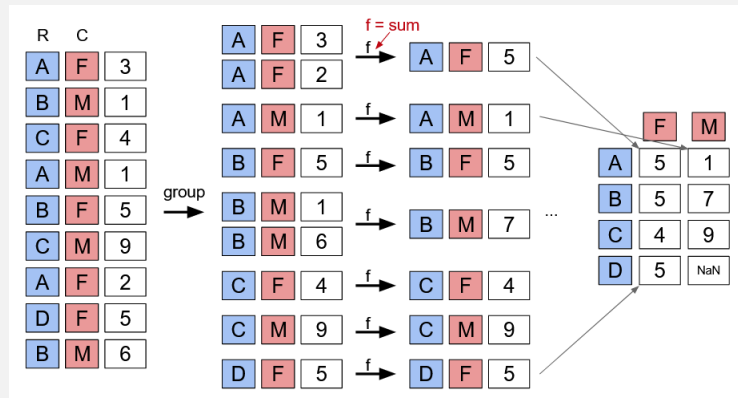 f = sum
R C
A F 3
B M 1
C F 4
A M 1
B F 5
C M 9
A F 2
D F 5
B M 6
group
A F 3
A F 2
f
A F 5
A M 1
f
A M 1
B F 5
f
B F 5
B M 1
B M 6
f
B M 7
C F 4
f
C F 4
C M 9
f
C M 9
D F 5
f
D F 5
...
F M
A 5 1
B 5 7
C 4 9
D 5 NaN